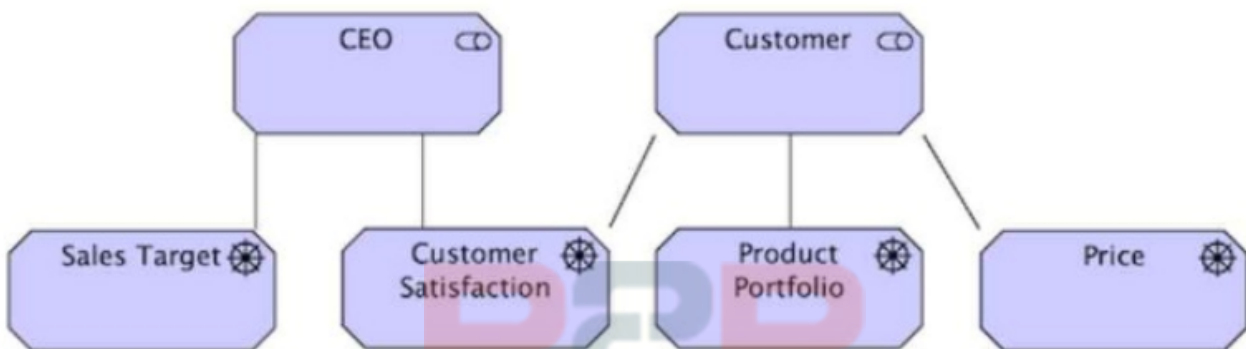 CEO
Customer
Sales Target
Customer
Satisfaction
Product
Portfolio
Price